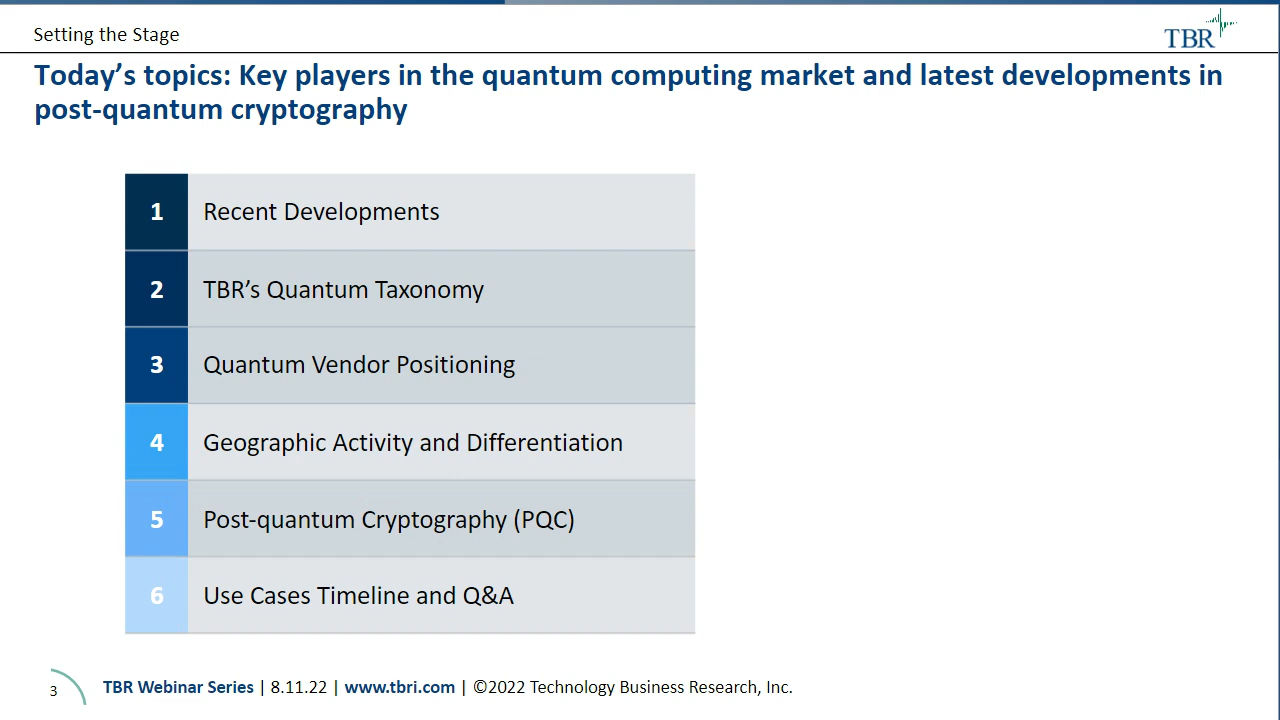 Setting the Stage
TBR
Today’s topics: Key players in the quantum computing market and latest developments in
post-quantum cryptography
1 Recent Developments
2 TBR’s Quantum Taxonomy
3 Quantum Vendor Positioning
4 Geographic Activity and Differentiation
5 Post-quantum Cryptography (PQC)
6 Use Cases Timeline and Q&A
3 TBR Webinar Series | 8.11.22 | www.tbri.com | ©2022 Technology Business Research, Inc.